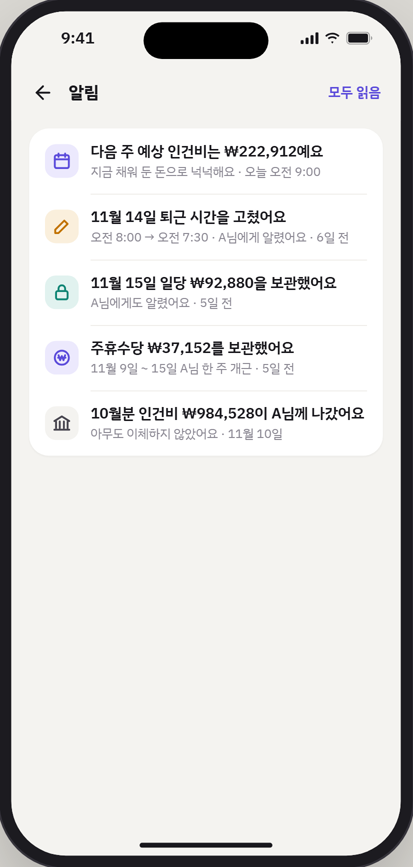 9:41
알림
모두 읽음
다음 주 예상 인건비는 ₩222,912예요
지금 채워 둔 돈으로 넉넉해요 · 오늘 오전 9:00
11월 14일 퇴근 시간을 고쳤어요
오전 8:00 → 오전 7:30 · A님에게 알렸어요 · 6일 전
11월 15일 일당 ₩92,880을 보관했어요
A님에게도 알렸어요 · 5일 전
주휴수당 ₩37,152를 보관했어요
11월 9일 ~ 15일 A님 한 주 개근 · 5일 전
10월분 인건비 ₩984,528이 A님께 나갔어요
아무도 이체하지 않았어요 · 11월 10일